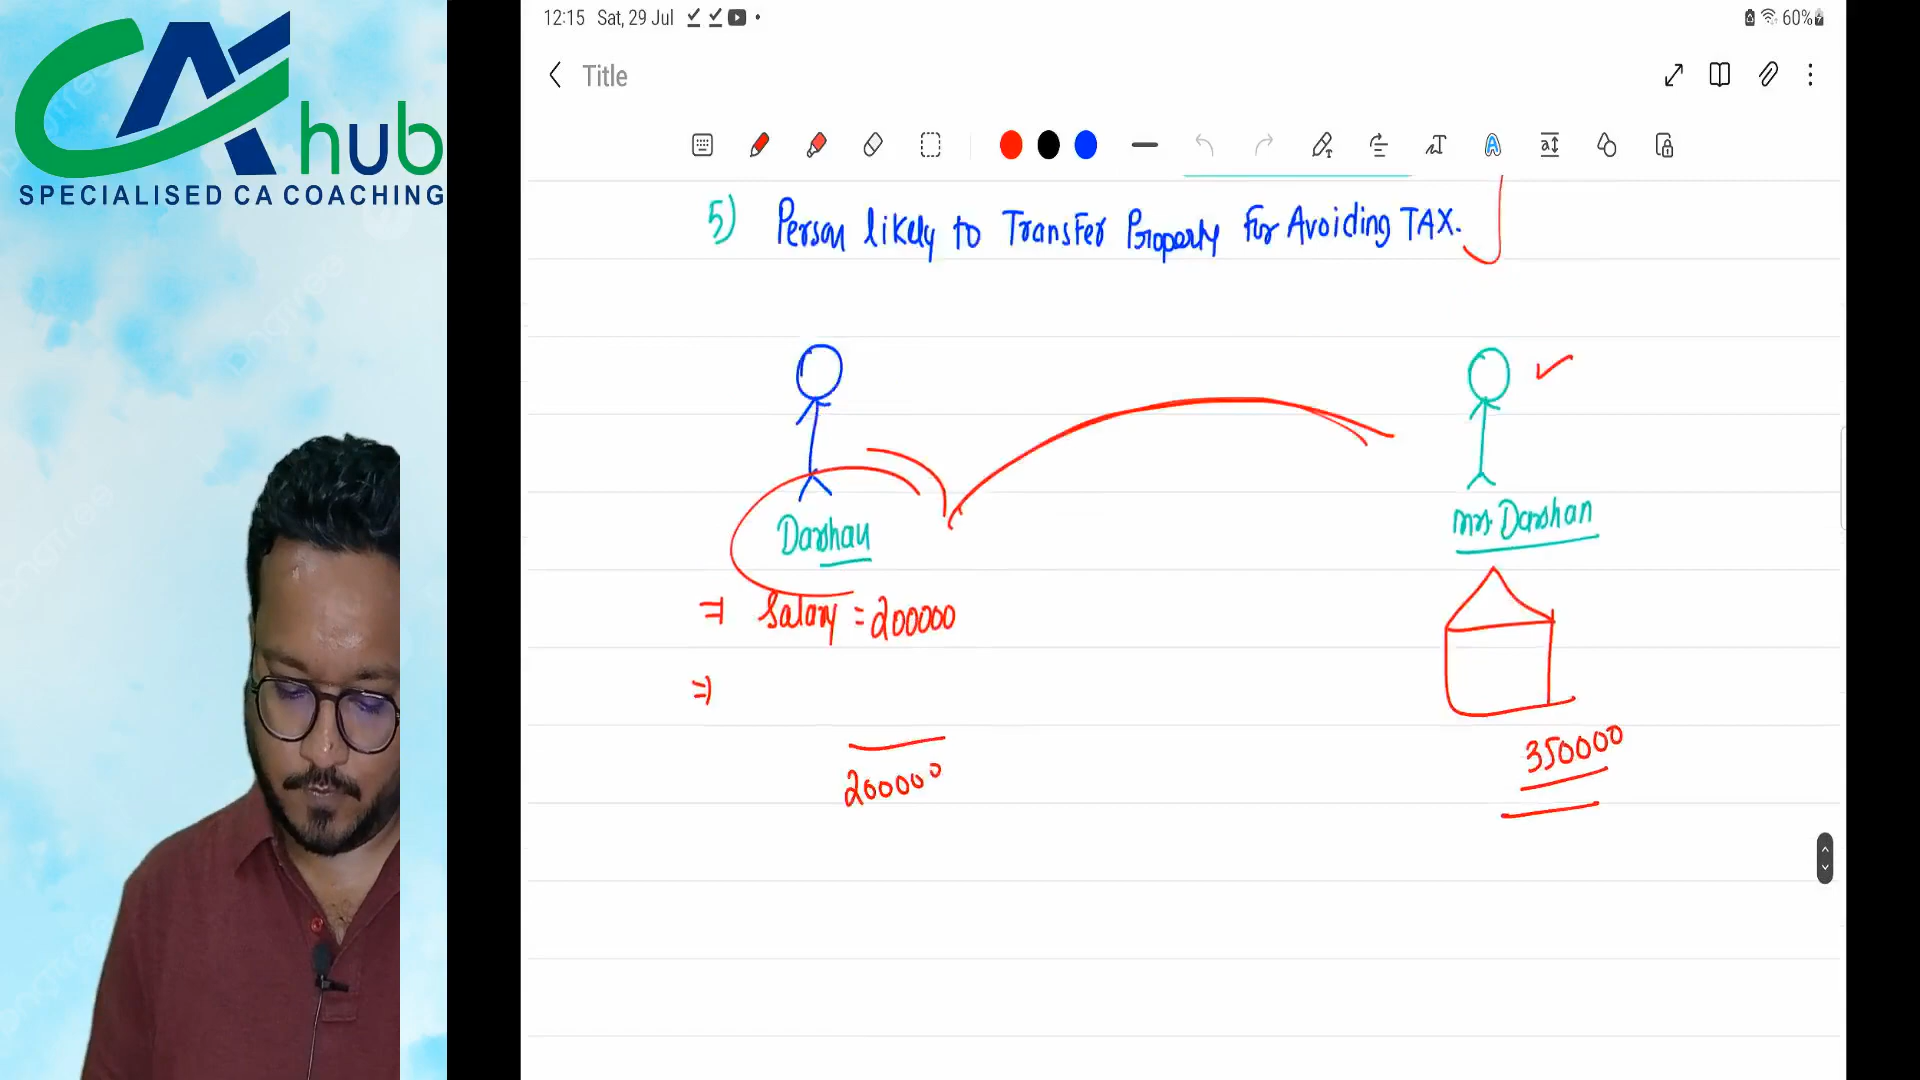 CA hub
SPECIALISED CA COACHING
12:15 Sat, 29 Jul
60%
Title
5) Person likely to Transfer Property For Avoiding TAX.
Darshan
Mrs. Darshan
⇒ Salary = 200000
⇒
350000
200000